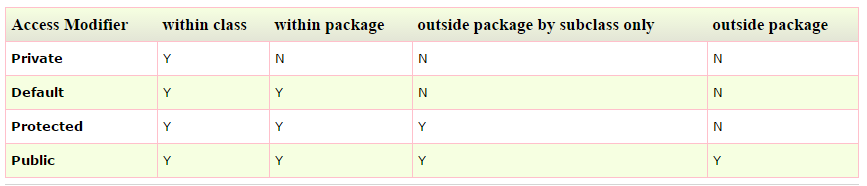 Access Modifier within class within package outside package by subclass only outside package
Private Y N N N
Default Y Y N N
Protected Y Y Y N
Public Y Y Y Y